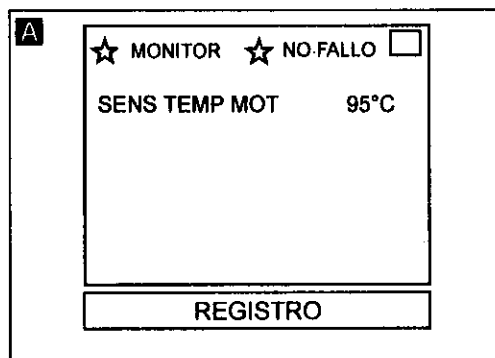 A
☆ MONITOR ☆ NO FALLO
SENS TEMP MOT 95°C
REGISTRO